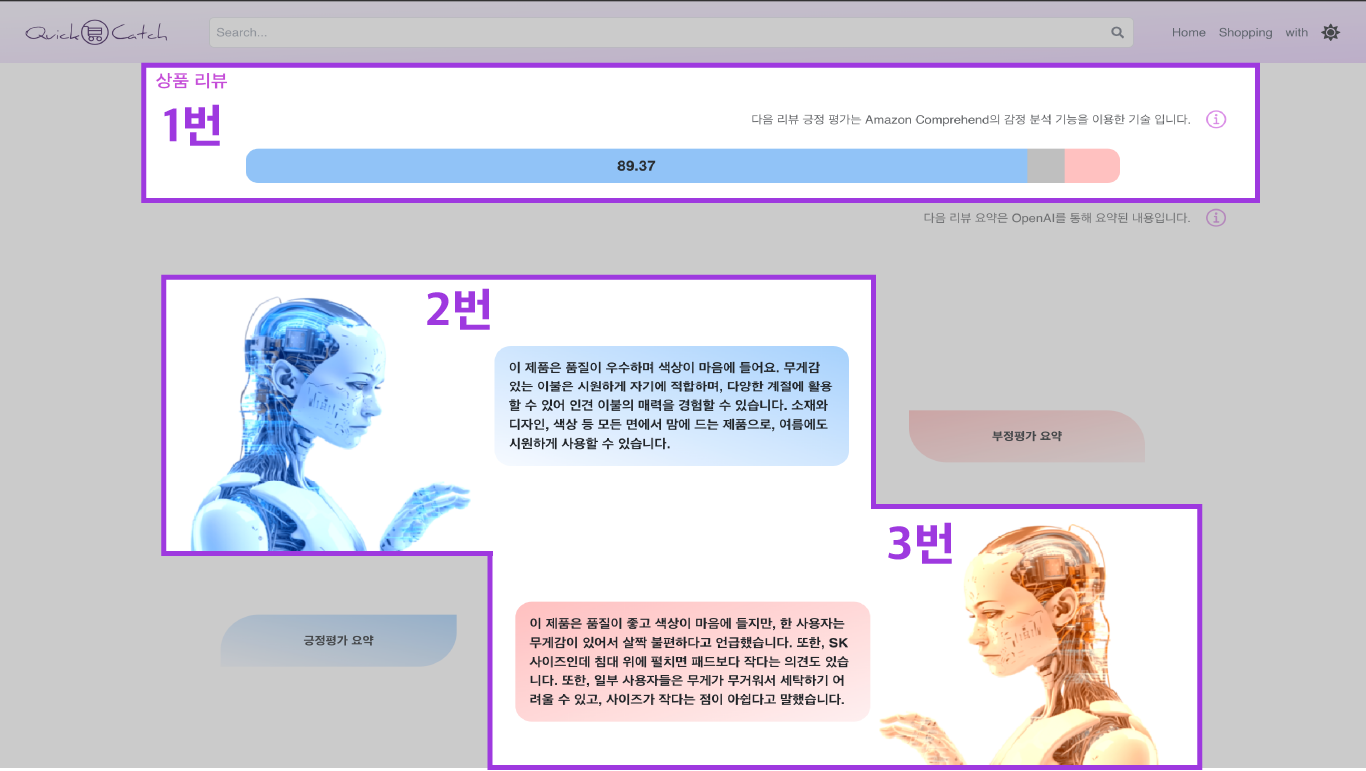 Quick Catch
Search...
Home Shopping with
상품 리뷰
1번
다음 리뷰 긍정 평가는 Amazon Comprehend의 감정 분석 기능을 이용한 기술 입니다.
89.37
다음 리뷰 요약은 OpenAI를 통해 요약된 내용입니다.
2번
이 제품은 품질이 우수하며 색상이 마음에 들어요. 무게감
있는 이불은 시원하게 자기에 적합하며, 다양한 계절에 활용
할 수 있어 인견 이불의 매력을 경험할 수 있습니다. 소재와
디자인, 색상 등 모든 면에서 맘에 드는 제품으로, 여름에도
시원하게 사용할 수 있습니다.
부정평가 요약
3번
긍정평가 요약
이 제품은 품질이 좋고 색상이 마음에 들지만, 한 사용자는
무게감이 있어서 살짝 불편하다고 언급했습니다. 또한, SK
사이즈인데 침대 위에 펼치면 패드보다 작다는 의견도 있습
니다. 또한, 일부 사용자들은 무게가 무거워서 세탁하기 어
려울 수 있고, 사이즈가 작다는 점이 아쉽다고 말했습니다.